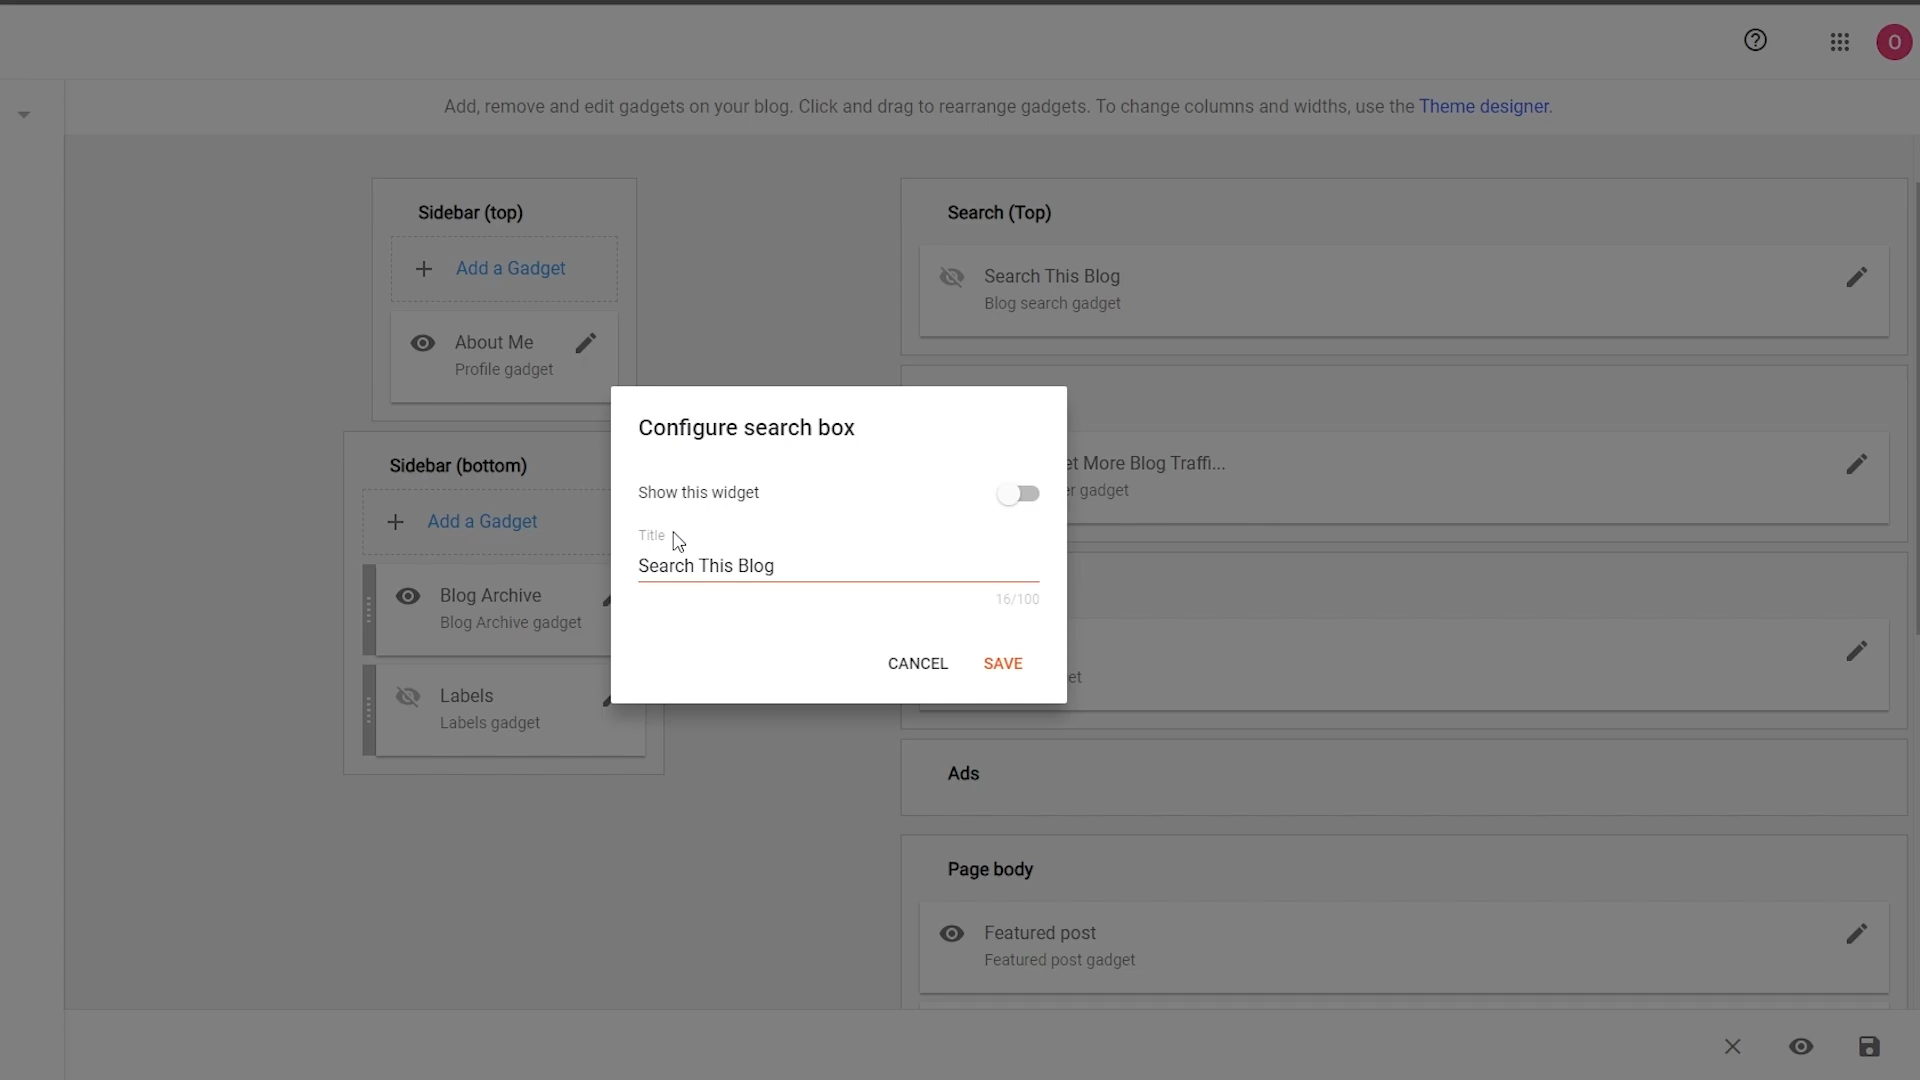 O
Add, remove and edit gadgets on your blog. Click and drag to rearrange gadgets. To change columns and widths, use the Theme designer.
Sidebar (top)
Add a Gadget
About Me
Profile gadget
Sidebar (bottom)
Add a Gadget
Blog Archive
Blog Archive gadget
Labels
Labels gadget
Search (Top)
Search This Blog
Blog search gadget
et More Blog Traffi...
er gadget
et
Ads
Page body
Featured post
Featured post gadget
Configure search box
Show this widget
Title
Search This Blog
16/100
CANCEL SAVE